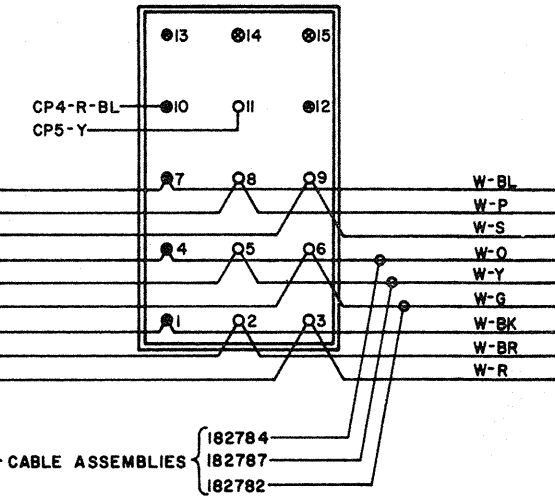 13 14 15
CP4-R-BL 10 11 12
CP5-Y
7 8 9 W-BL
W-P
W-S
4 5 6 W-O
W-Y
W-G
1 2 3 W-BK
W-BR
W-R
182784
CABLE ASSEMBLIES { 182787
182782